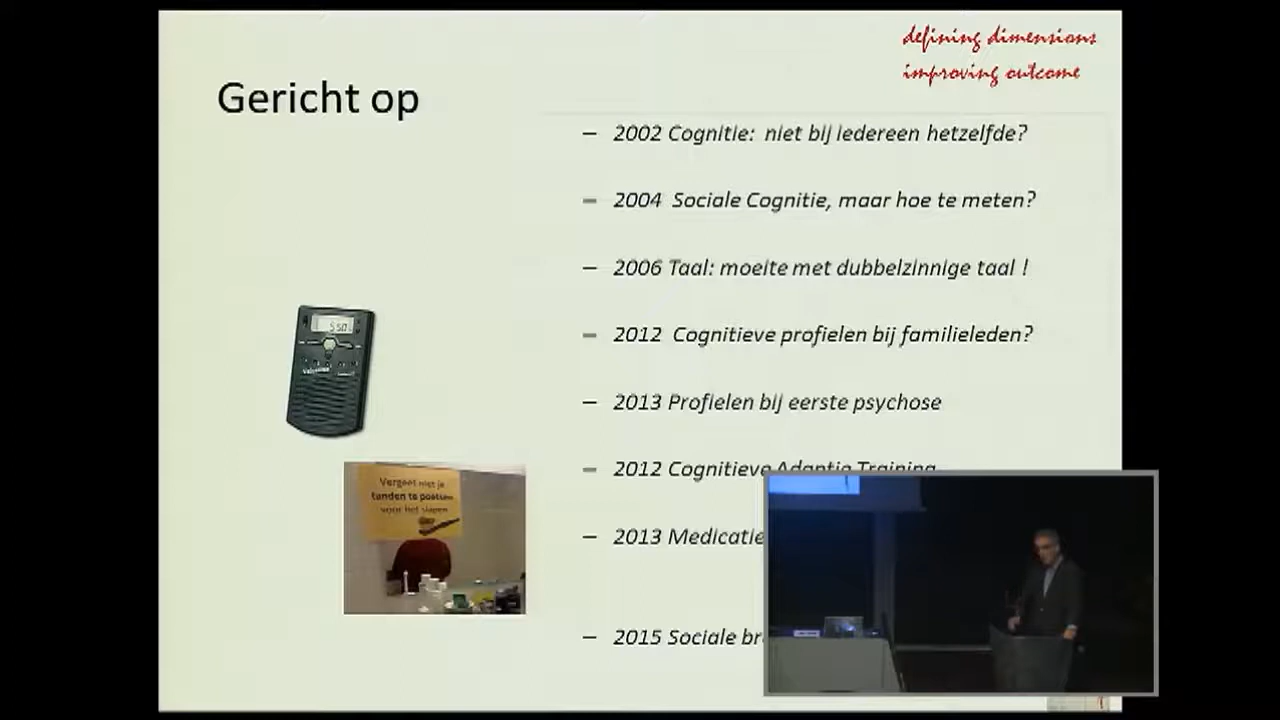 defining dimensions
improving outcome
Gericht op
– 2002 Cognitie: niet bij iedereen hetzelfde?
– 2004 Sociale Cognitie, maar hoe te meten?
– 2006 Taal: moeite met dubbelzinnige taal !
– 2012 Cognitieve profielen bij familieleden?
– 2013 Profielen bij eerste psychose
– 2012 Cognitieve Adaptie Training
– 2013 Medicatie
– 2015 Sociale
Vergeet niet je
tanden te poetsen
voor het slapen